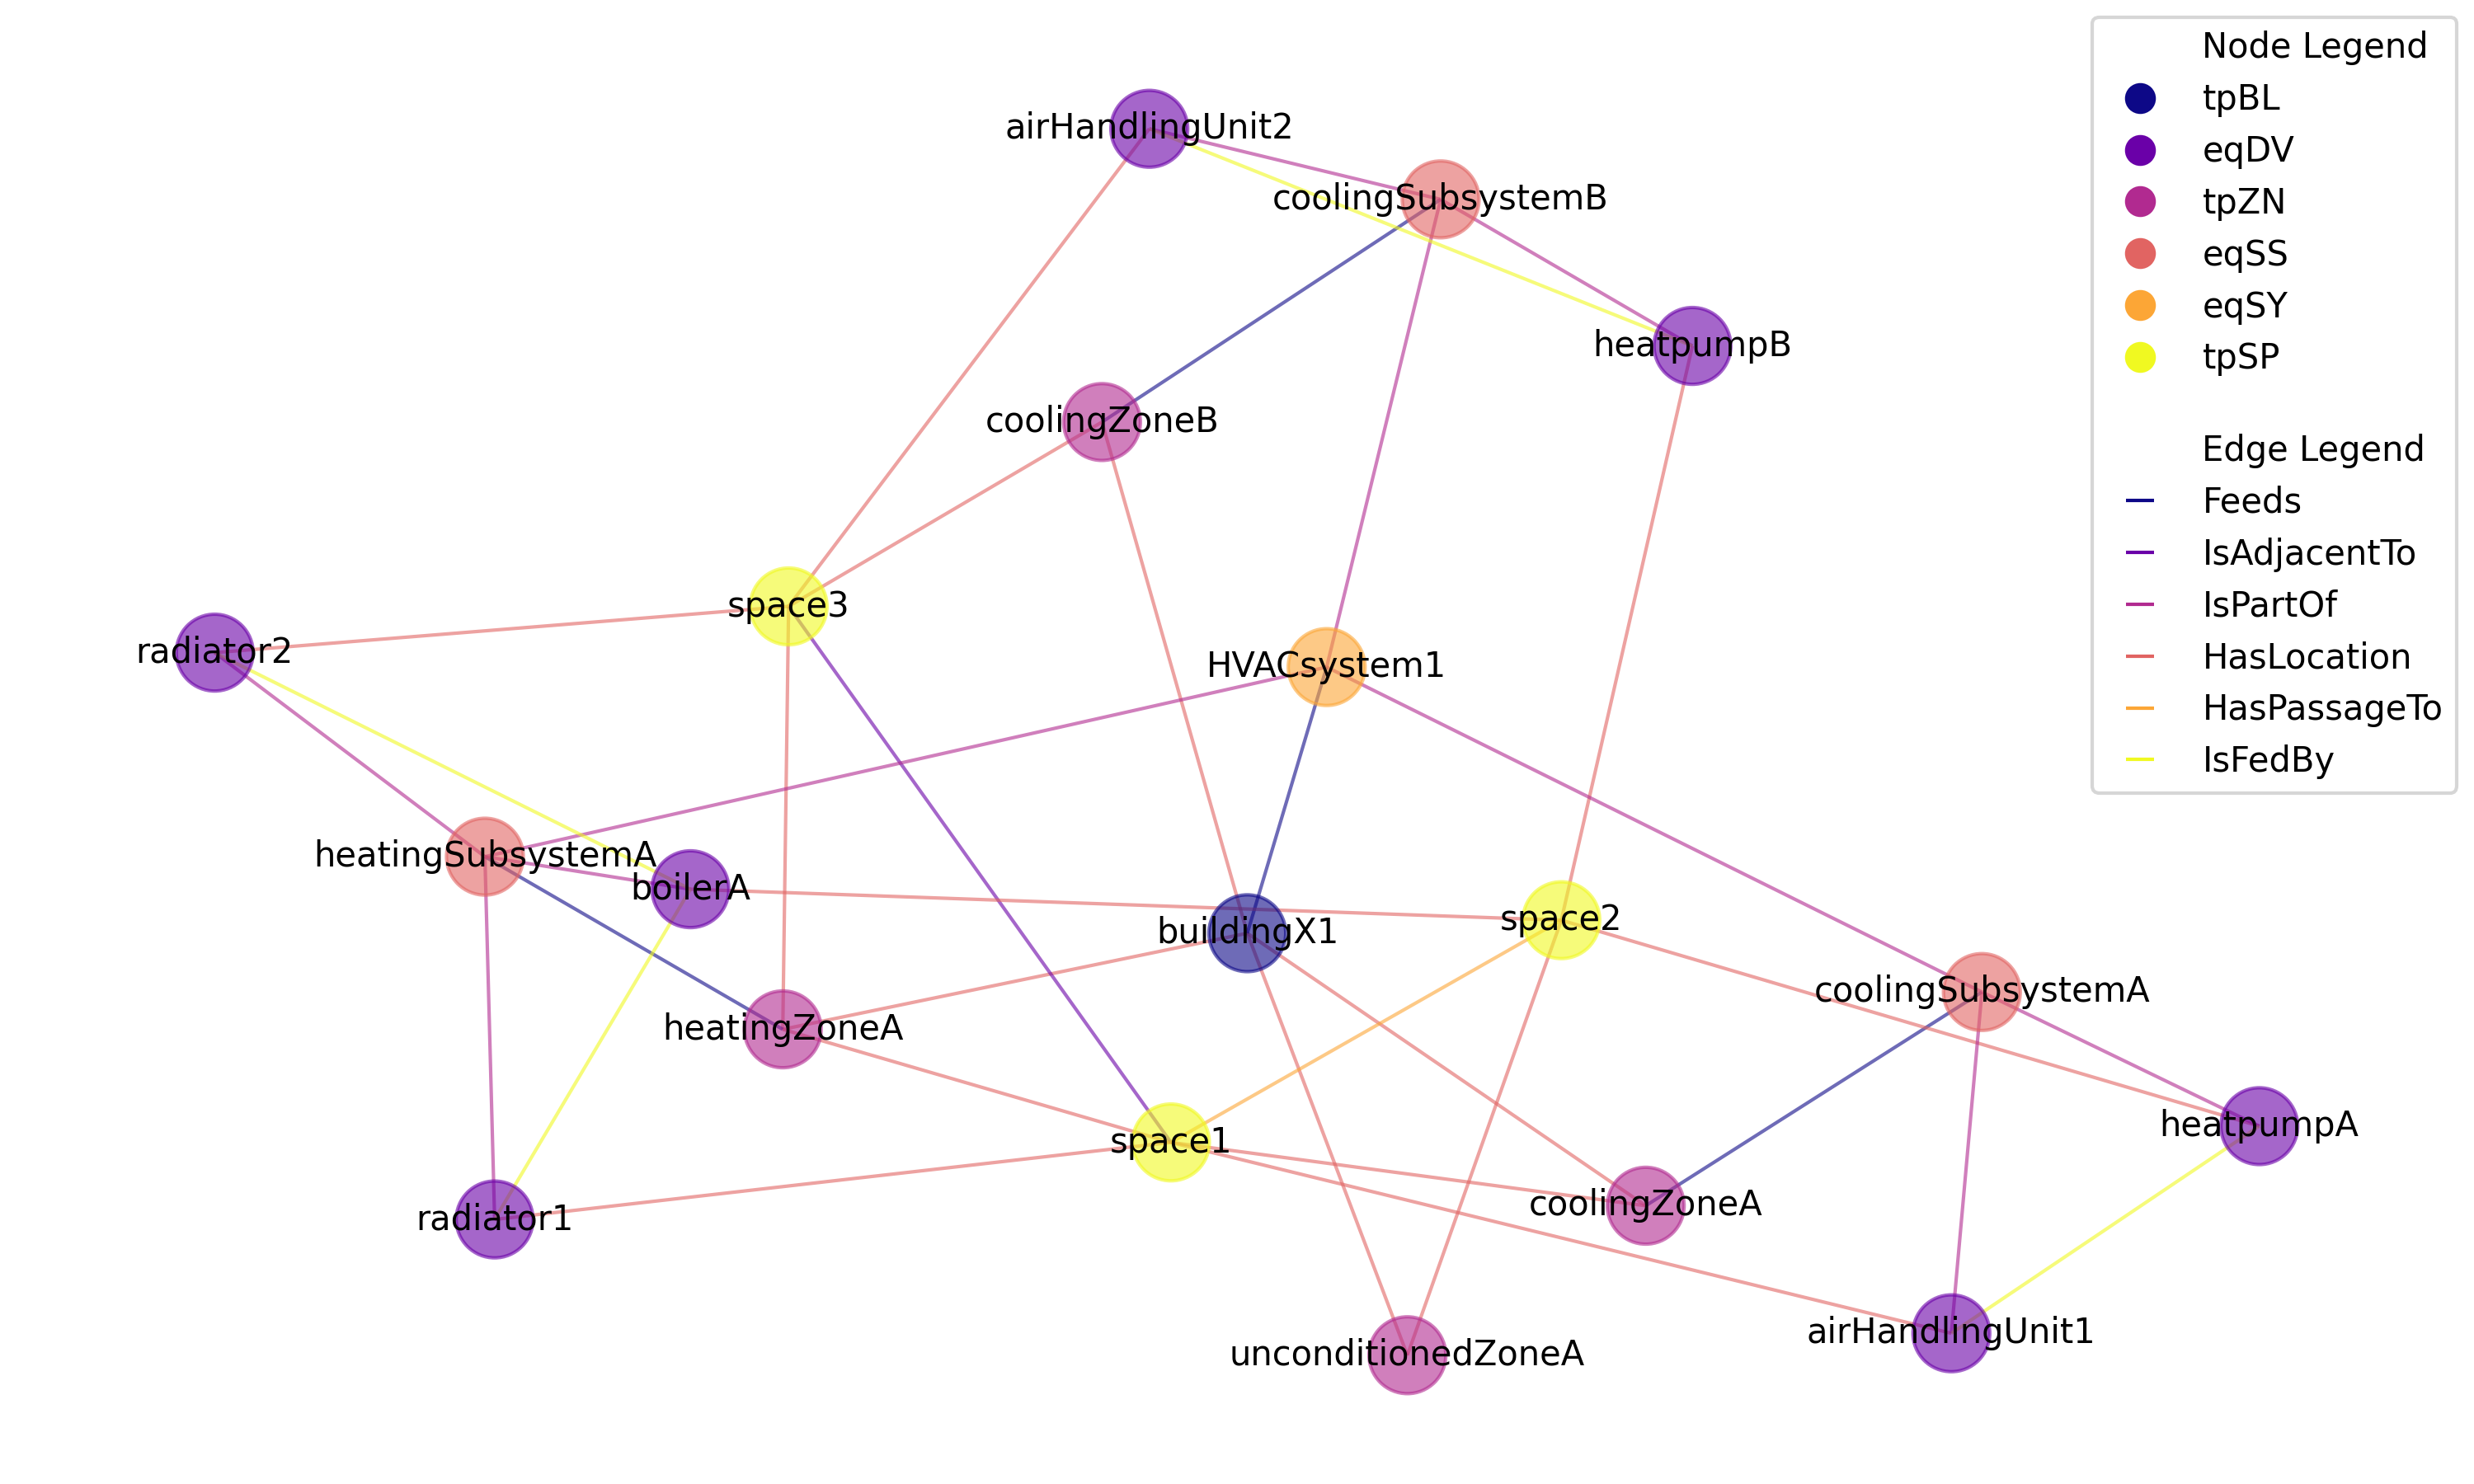 Node Legend
tpBL
eqDV
tpZN
eqSS
eqSY
tpSP
Edge Legend
Feeds
IsAdjacentTo
IsPartOf
HasLocation
HasPassageTo
IsFedBy
airHandlingUnit2
coolingSubsystemB
heatpumpB
coolingZoneB
space3
radiator2
HVACsystem1
heatingSubsystemA
boilerA
buildingX1
space2
coolingSubsystemA
heatingZoneA
heatpumpA
space1
coolingZoneA
radiator1
airHandlingUnit1
unconditionedZoneA